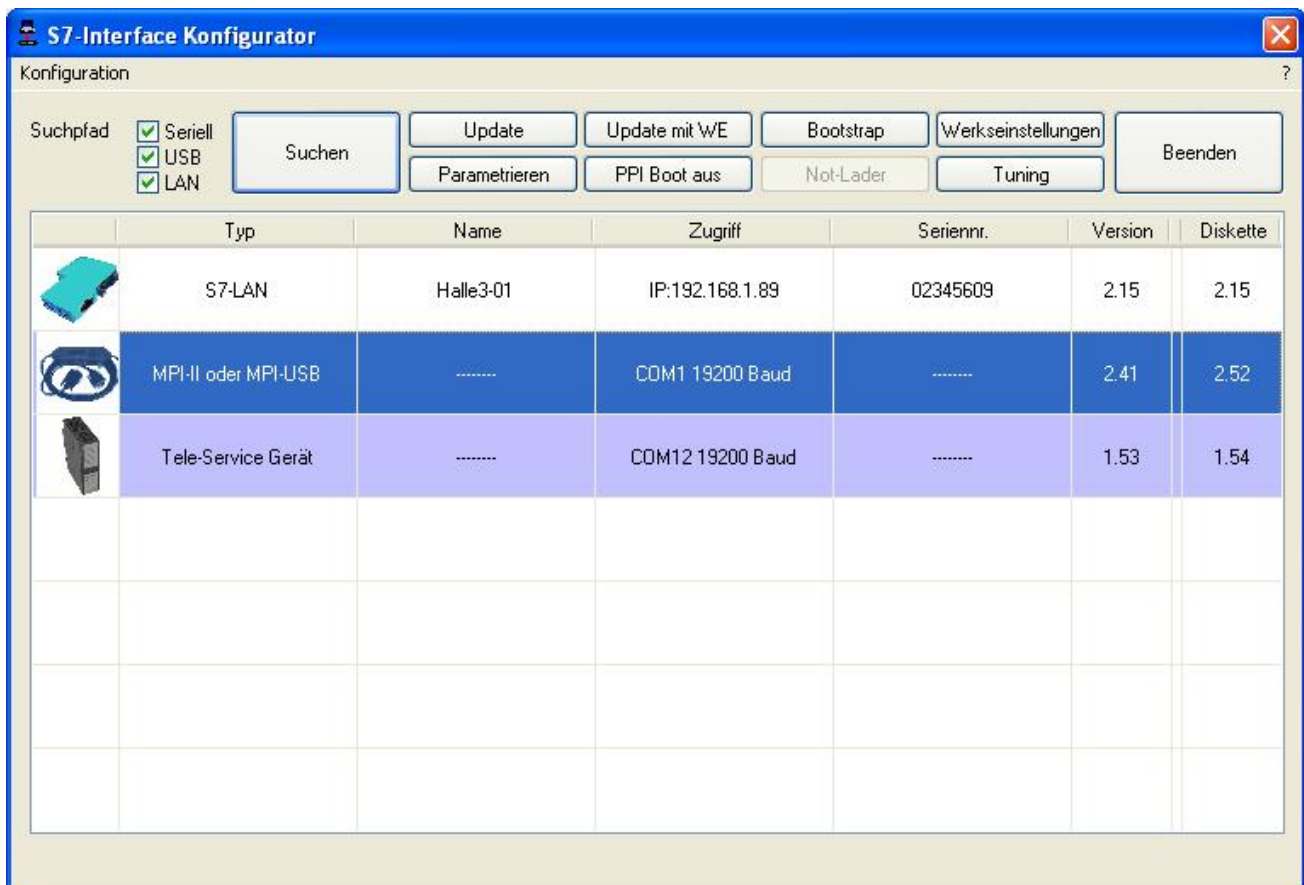 S7-Interface Konfigurator
Konfiguration ?
Suchpfad Seriell USB LAN
Suchen
Update Update mit WE Bootstrap Werkseinstellungen
Parametrieren PPI Boot aus Not-Lader Tuning
Beenden
Typ Name Zugriff Seriennr. Version Diskette
S7-LAN Halle3-01 IP:192.168.1.89 02345609 2.15 2.15
MPI-II oder MPI-USB -------- COM1 19200 Baud -------- 2.41 2.52
Tele-Service Gerät -------- COM12 19200 Baud -------- 1.53 1.54